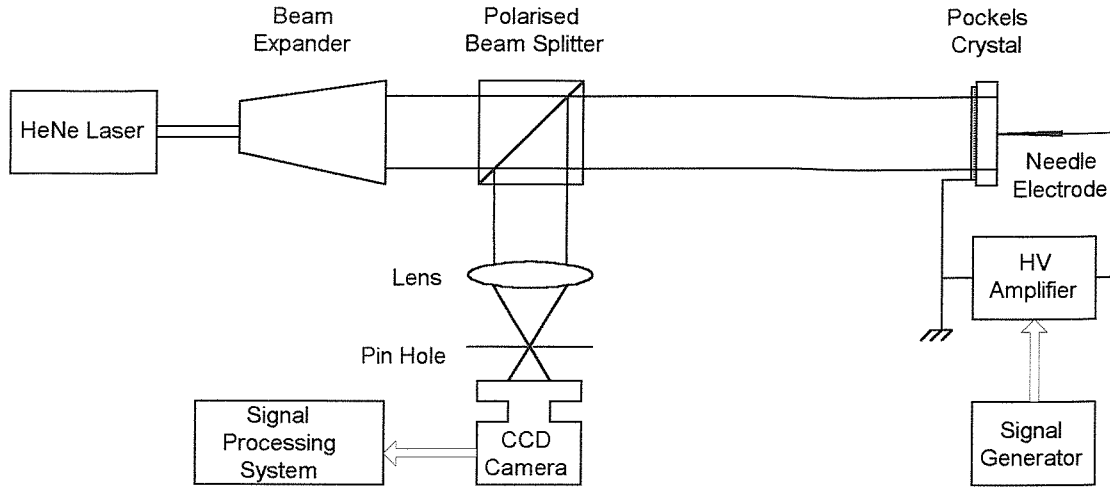 Beam
Expander
Polarised
Beam Splitter
Pockels
Crystal
HeNe Laser
Needle
Electrode
Lens
HV
Amplifier
Pin Hole
Signal
Processing
System
CCD
Camera
Signal
Generator